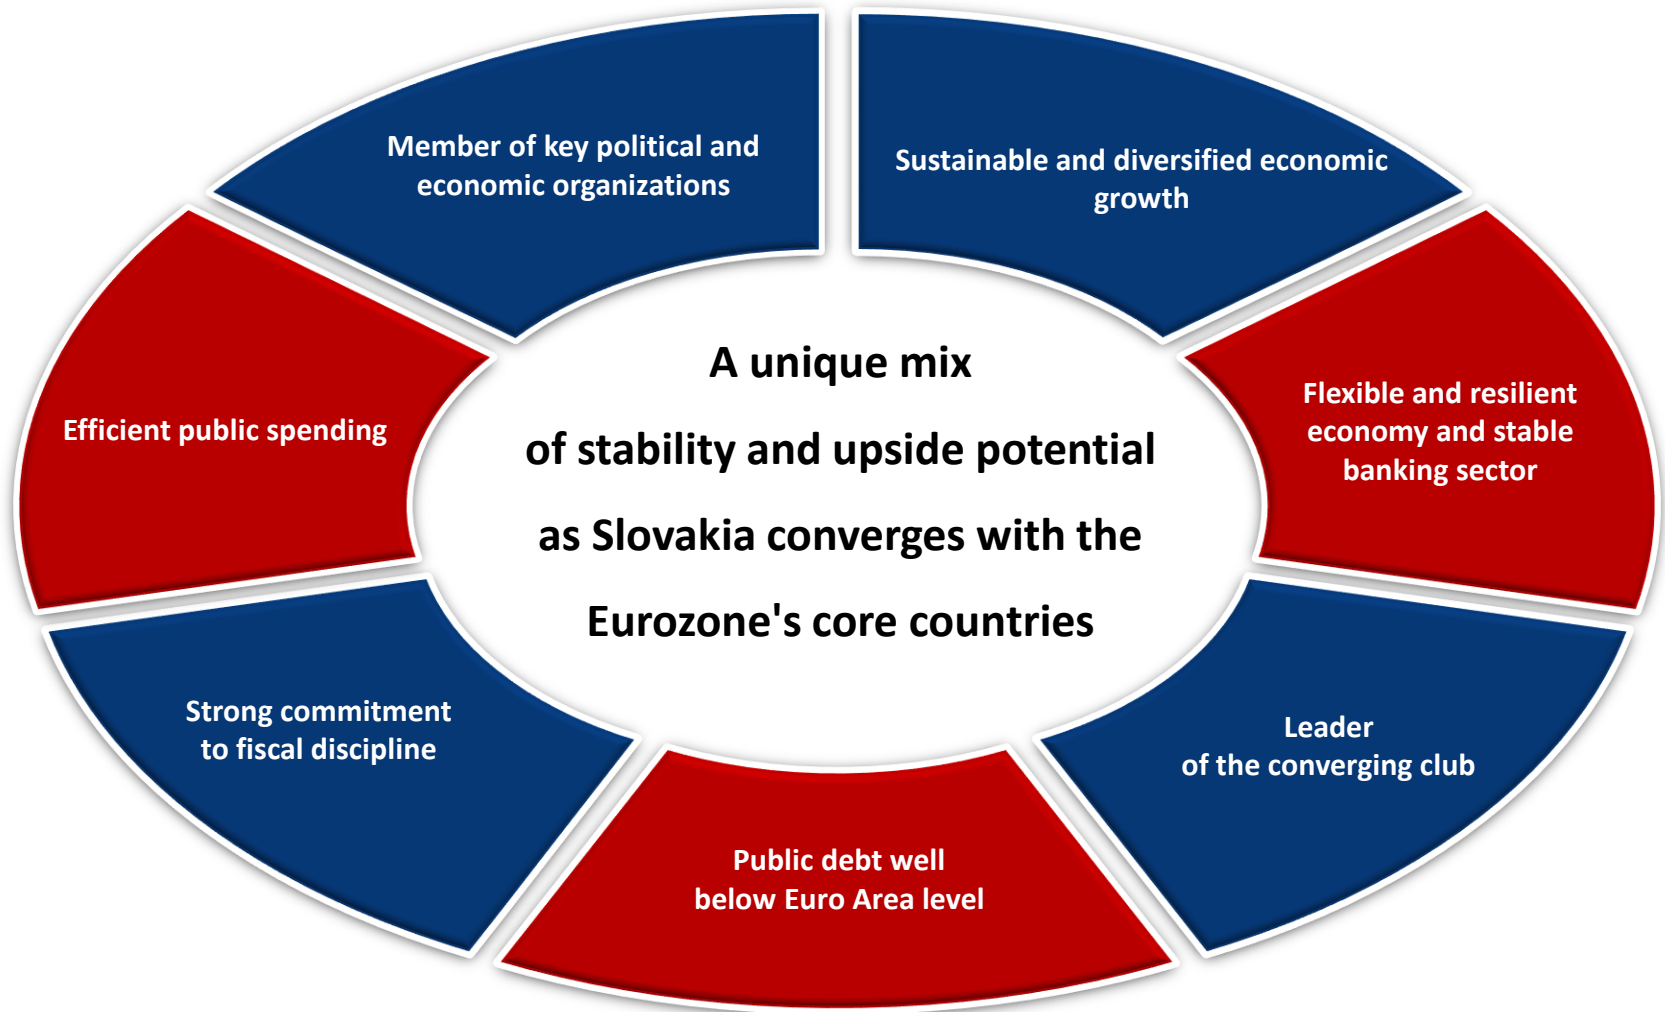 Member of key political and
economic organizations
Sustainable and diversified economic
growth
Efficient public spending
A unique mix
of stability and upside potential
as Slovakia converges with the
Eurozone's core countries
Flexible and resilient
economy and stable
banking sector
Strong commitment
to fiscal discipline
Leader
of the converging club
Public debt well
below Euro Area level